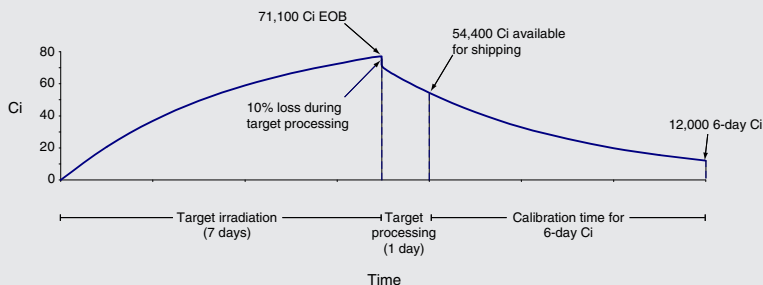 71,100 Ci EOB
54,400 Ci available
for shipping
80
60
Ci
40
20
0
10% loss during
target processing
12,000 6-day Ci
Target irradiation
(7 days)
Target
processing
(1 day)
Calibration time for
6-day Ci
Time